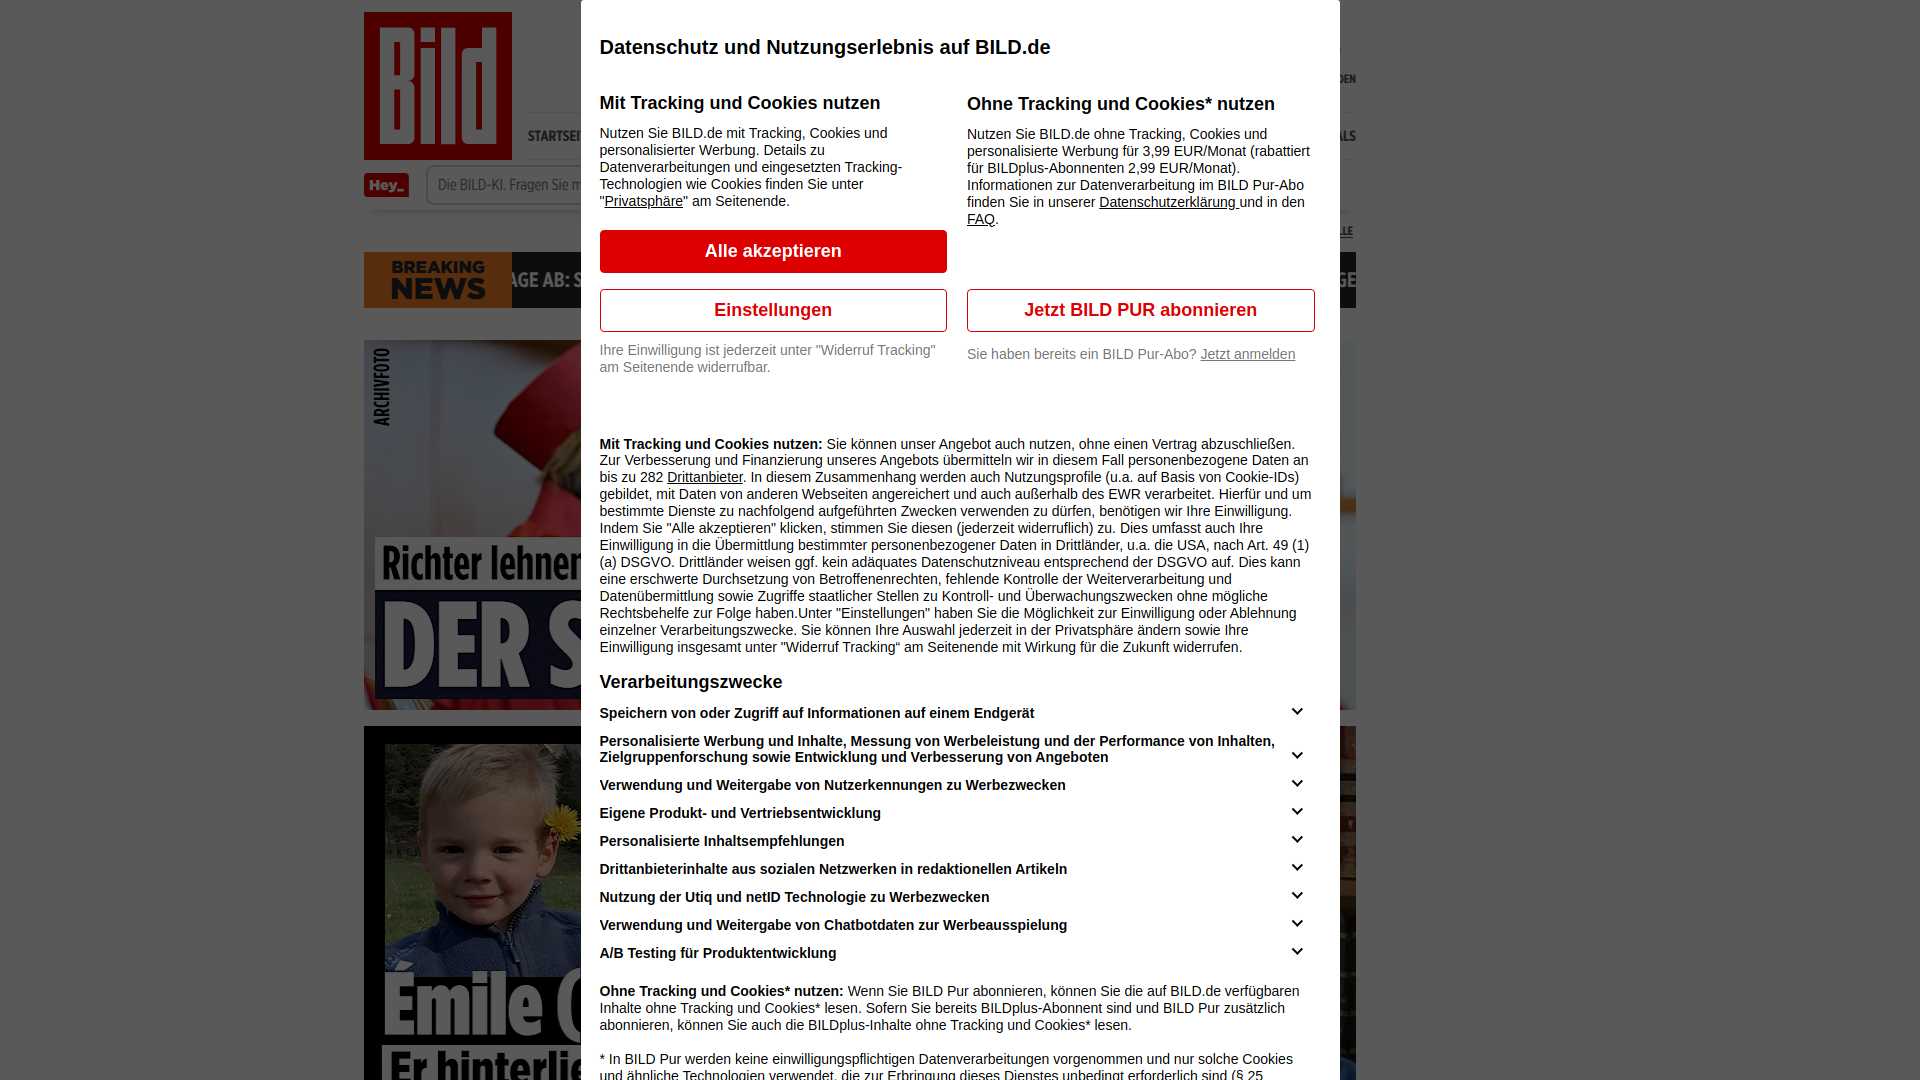 Bild
Datenschutz und Nutzungserlebnis auf BILD.de
Mit Tracking und Cookies nutzen
Nutzen Sie BILD.de mit Tracking, Cookies und
personalisierter Werbung. Details zu
Datenverarbeitungen und eingesetzten Tracking-
Technologien wie Cookies finden Sie unter
"Privatsphäre" am Seitenende.
Alle akzeptieren
Einstellungen
Ihre Einwilligung ist jederzeit unter "Widerruf Tracking"
am Seitenende widerrufbar.
Ohne Tracking und Cookies* nutzen
Nutzen Sie BILD.de ohne Tracking, Cookies und
personalisierte Werbung für 3,99 EUR/Monat (rabattiert
für BILDplus-Abonnenten 2,99 EUR/Monat).
Informationen zur Datenverarbeitung im BILD Pur-Abo
finden Sie in unserer Datenschutzerklärung und in den
FAQ.
Jetzt BILD PUR abonnieren
Sie haben bereits ein BILD Pur-Abo? Jetzt anmelden
Mit Tracking und Cookies nutzen: Sie können unser Angebot auch nutzen, ohne einen Vertrag abzuschließen.
Zur Verbesserung und Finanzierung unseres Angebots übermitteln wir in diesem Fall personenbezogene Daten an
bis zu 282 Drittanbieter. In diesem Zusammenhang werden auch Nutzungsprofile (u.a. auf Basis von Cookie-IDs)
gebildet, mit Daten von anderen Webseiten angereichert und auch außerhalb des EWR verarbeitet. Hierfür und um
bestimmte Dienste zu nachfolgend aufgeführten Zwecken verwenden zu dürfen, benötigen wir Ihre Einwilligung.
Indem Sie "Alle akzeptieren" klicken, stimmen Sie diesen (jederzeit widerruflich) zu. Dies umfasst auch Ihre
Einwilligung in die Übermittlung bestimmter personenbezogener Daten in Drittländer, u.a. die USA, nach Art. 49 (1)
(a) DSGVO. Drittländer weisen ggf. kein adäquates Datenschutzniveau entsprechend der DSGVO auf. Dies kann
eine erschwerte Durchsetzung von Betroffenenrechten, fehlende Kontrolle der Weiterverarbeitung und
Datenübermittlung sowie Zugriffe staatlicher Stellen zu Kontroll- und Überwachungszwecken ohne mögliche
Rechtsbehelfe zur Folge haben.Unter "Einstellungen" haben Sie die Möglichkeit zur Einwilligung oder Ablehnung
einzelner Verarbeitungszwecke. Sie können Ihre Auswahl jederzeit in der Privatsphäre ändern sowie Ihre
Einwilligung insgesamt unter "Widerruf Tracking“ am Seitenende mit Wirkung für die Zukunft widerrufen.
Verarbeitungszwecke
Speichern von oder Zugriff auf Informationen auf einem Endgerät
Personalisierte Werbung und Inhalte, Messung von Werbeleistung und der Performance von Inhalten,
Zielgruppenforschung sowie Entwicklung und Verbesserung von Angeboten
Verwendung und Weitergabe von Nutzerkennungen zu Werbezwecken
Eigene Produkt- und Vertriebsentwicklung
Personalisierte Inhaltsempfehlungen
Drittanbieterinhalte aus sozialen Netzwerken in redaktionellen Artikeln
Nutzung der Utiq und netID Technologie zu Werbezwecken
Verwendung und Weitergabe von Chatbotdaten zur Werbeausspielung
A/B Testing für Produktentwicklung
Ohne Tracking und Cookies* nutzen: Wenn Sie BILD Pur abonnieren, können Sie die auf BILD.de verfügbaren
Inhalte ohne Tracking und Cookies* lesen. Sofern Sie bereits BILDplus-Abonnent sind und BILD Pur zusätzlich
abonnieren, können Sie auch die BILDplus-Inhalte ohne Tracking und Cookies* lesen.
* In BILD Pur werden keine einwilligungspflichtigen Datenverarbeitungen vorgenommen und nur solche Cookies
und ähnliche Technologien verwendet, die zur Erbringung dieses Dienstes unbedingt erforderlich sind (§ 25
STARTSEI
Hey_
Die BILD-KI. Fragen Sie m
BREAKING
NEWS
AGE AB: S
ARCHIVFOTO
Richter lehnen
DER S
Émile
Er hinterlie